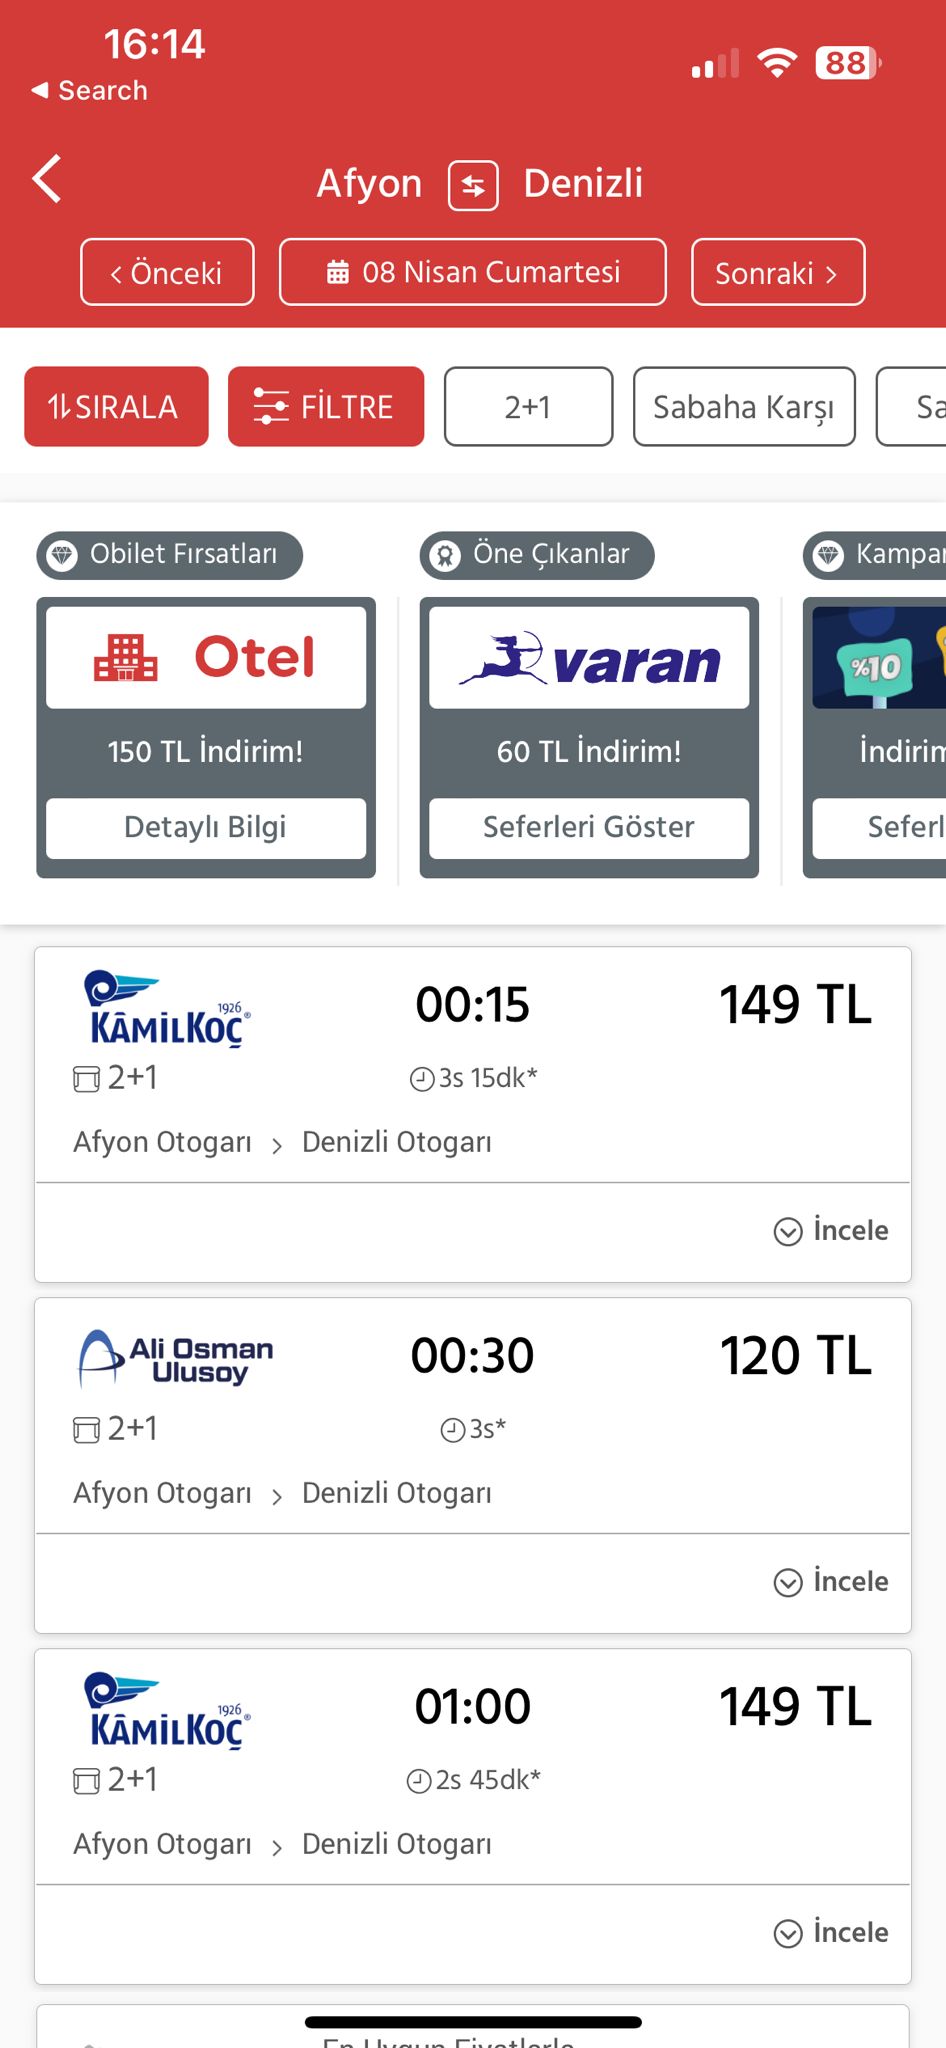 16:14
88
Search
Afyon Denizli
Önceki 08 Nisan Cumartesi Sonraki
SIRALA FİLTRE 2+1 Sabaha Karşı Sa
Obilet Fırsatları Öne Çıkanlar Kampan
Otel varan %10
150 TL İndirim! 60 TL İndirim! İndirim
Detaylı Bilgi Seferleri Göster Seferl
1926
KÂMİLKOÇ® 00:15 149 TL
2+1 3s 15dk*
Afyon Otogarı > Denizli Otogarı
İncele
Ali Osman
Ulusoy 00:30 120 TL
2+1 3s*
Afyon Otogarı > Denizli Otogarı
İncele
1926
KÂMİLKOÇ® 01:00 149 TL
2+1 2s 45dk*
Afyon Otogarı > Denizli Otogarı
İncele
En Uygun Fiyatlarla